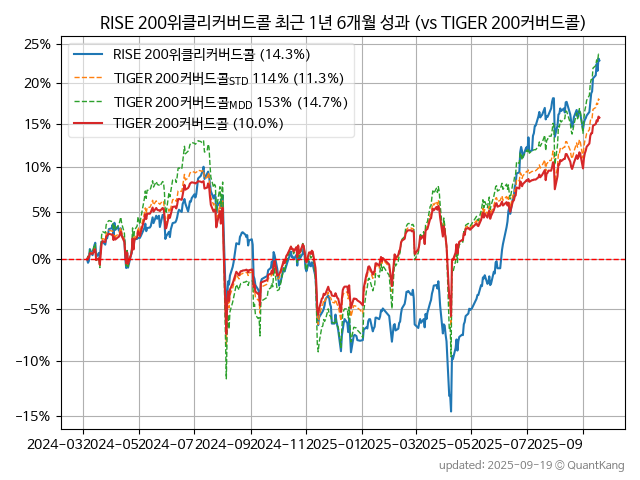 RISE 200위클리커버드콜 최근 1년 6개월 성과 (vs TIGER 200커버드콜)
25%
20%
15%
10%
5%
0%
−5%
−10%
−15%
RISE 200위클리커버드콜 (14.3%)
TIGER 200커버드콜STD 114% (11.3%)
TIGER 200커버드콜MDD 153% (14.7%)
TIGER 200커버드콜 (10.0%)
2024-03 2024-05 2024-07 2024-09 2024-11 2025-01 2025-03 2025-05 2025-07 2025-09
updated: 2025-09-19 © QuantKang